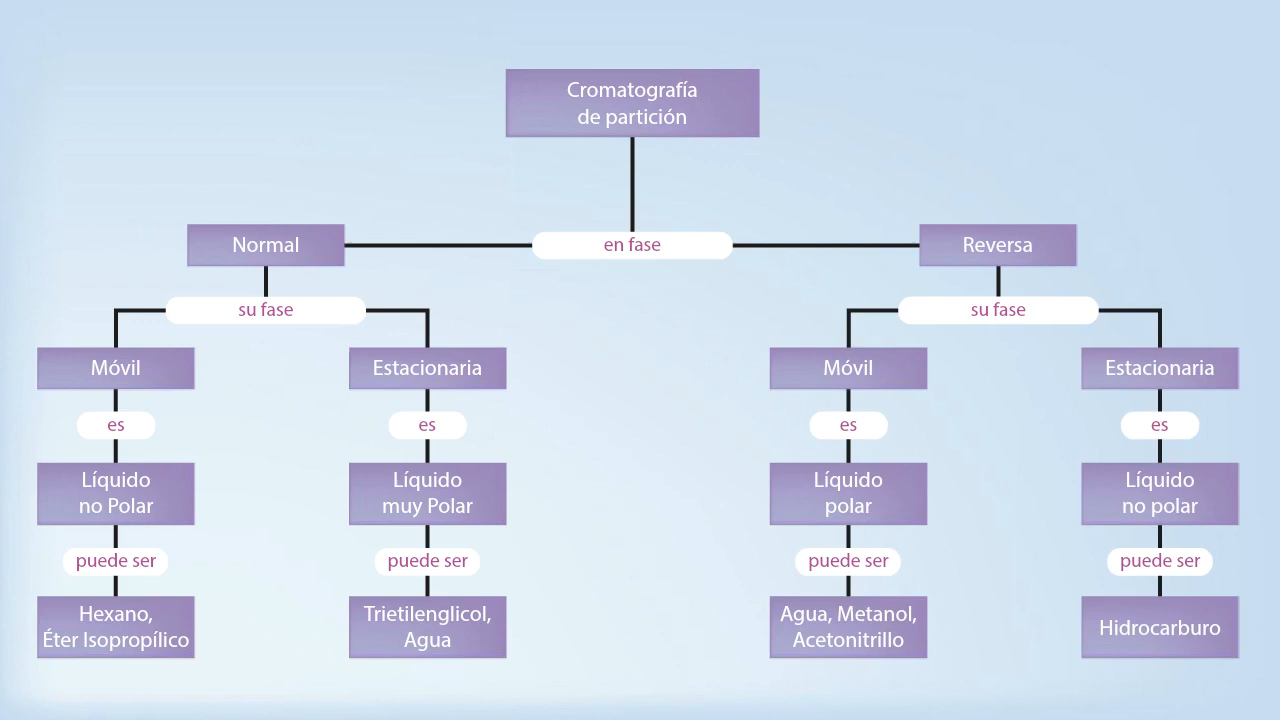 Cromatografía
de partición
Normal
en fase
Reversa
su fase
su fase
Móvil
Estacionaria
Móvil
Estacionaria
es
es
es
es
Líquido
no Polar
Líquido
muy Polar
Líquido
polar
Líquido
no polar
puede ser
puede ser
puede ser
puede ser
Hexano,
Éter Isopropílico
Trietilenglicol,
Agua
Agua, Metanol,
Acetonitrillo
Hidrocarburo